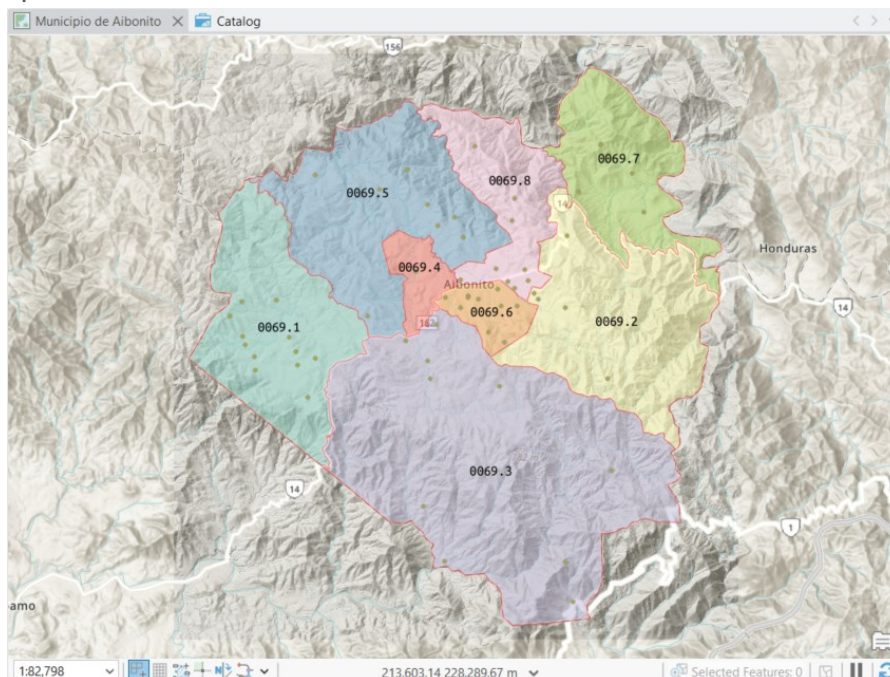 Municipio de Aibonito
Catalog
156
0069.7
0069.5
0069.8
14
Honduras
0069.4
Aibonito
14
0069.1
0069.6
0069.2
162
0069.3
14
1
amo
1:82,798
213,603.14 228,289.67 m
Selected Features: 0